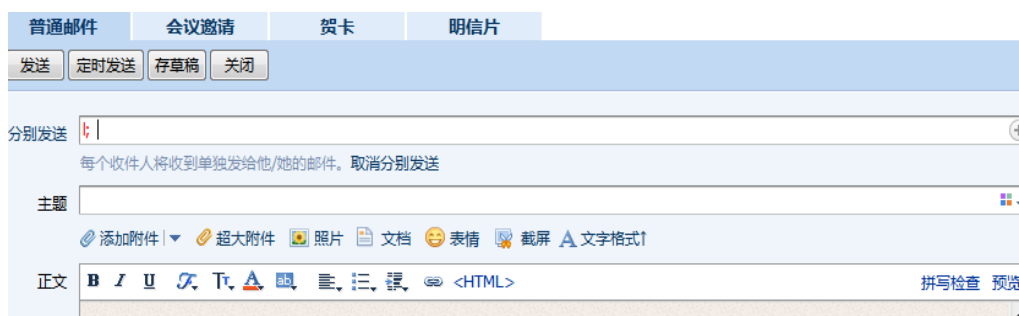 普通邮件 会议邀请 贺卡 明信片
发送 定时发送 存草稿 关闭
分别发送 l;
每个收件人将收到单独发给他/她的邮件。取消分别发送
主题
添加附件 超大附件 照片 文档 表情 截屏 A 文字格式↑
正文 B I U F Tr A ab <HTML> 拼写检查 预览